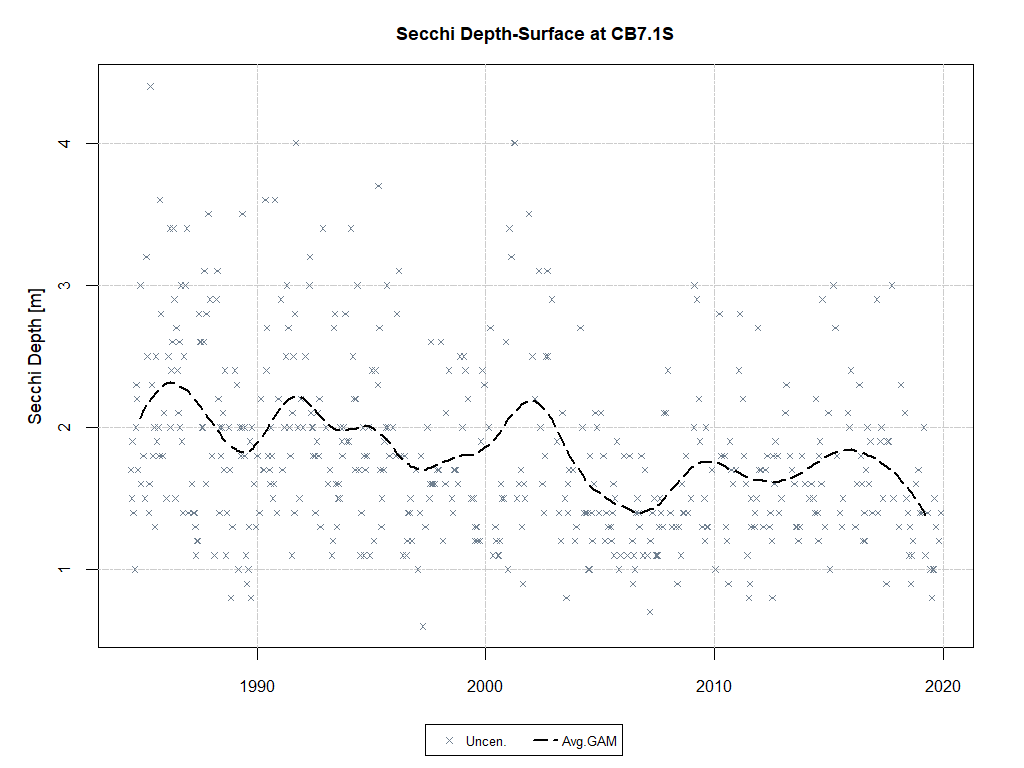 Secchi Depth-Surface at CB7.1S
Secchi Depth [m]
4
3
2
1
1990 2000 2010 2020
Uncen. Avg.GAM